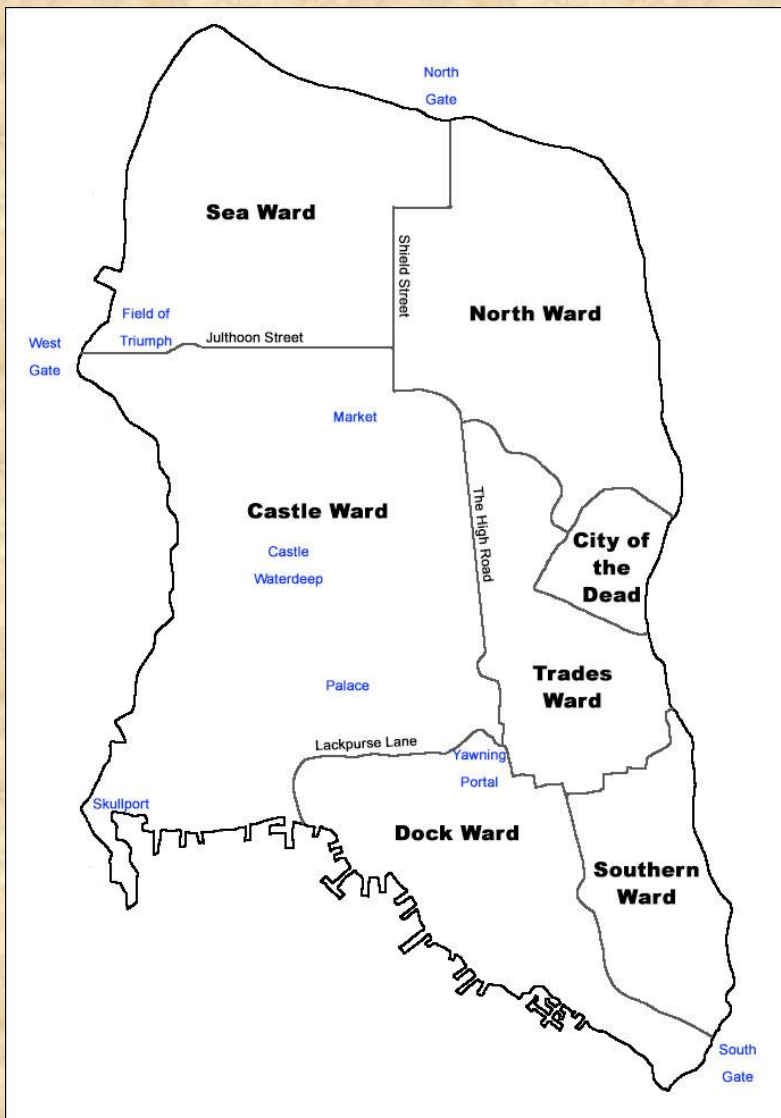 North
Gate
Sea Ward
Shield Street
North Ward
Field of
Triumph
Julthoon Street
West
Gate
Market
The High Road
Castle Ward
Castle
Waterdeep
City of
the
Dead
Trades
Ward
Palace
Lackpurse Lane
Yawning
Portal
Skullport
Dock Ward
Southern
Ward
South
Gate